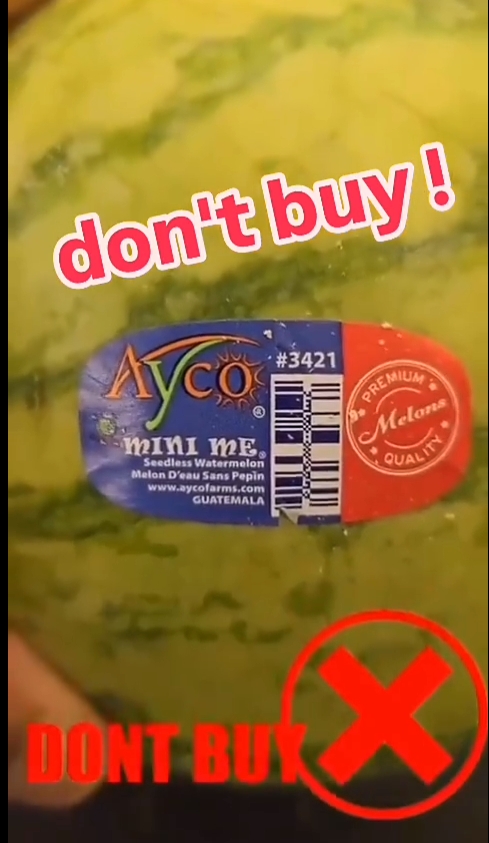 don't buy!
AYCO ®
#3421
MINI ME®
Seedless Watermelon
Melon D'eau Sans Pepin
www.aycofarms.com
GUATEMALA
PREMIUM
Melons
QUALITY
DONT BUY